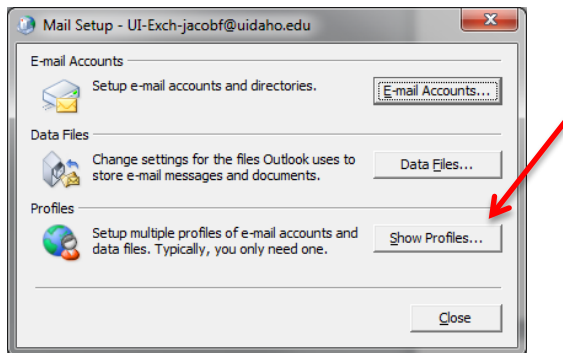 Mail Setup - UI-Exch-jacobf@uidaho.edu
E-mail Accounts
Setup e-mail accounts and directories.
E-mail Accounts...
Data Files
Change settings for the files Outlook uses to
store e-mail messages and documents.
Data Files...
Profiles
Setup multiple profiles of e-mail accounts and
data files. Typically, you only need one.
Show Profiles...
Close